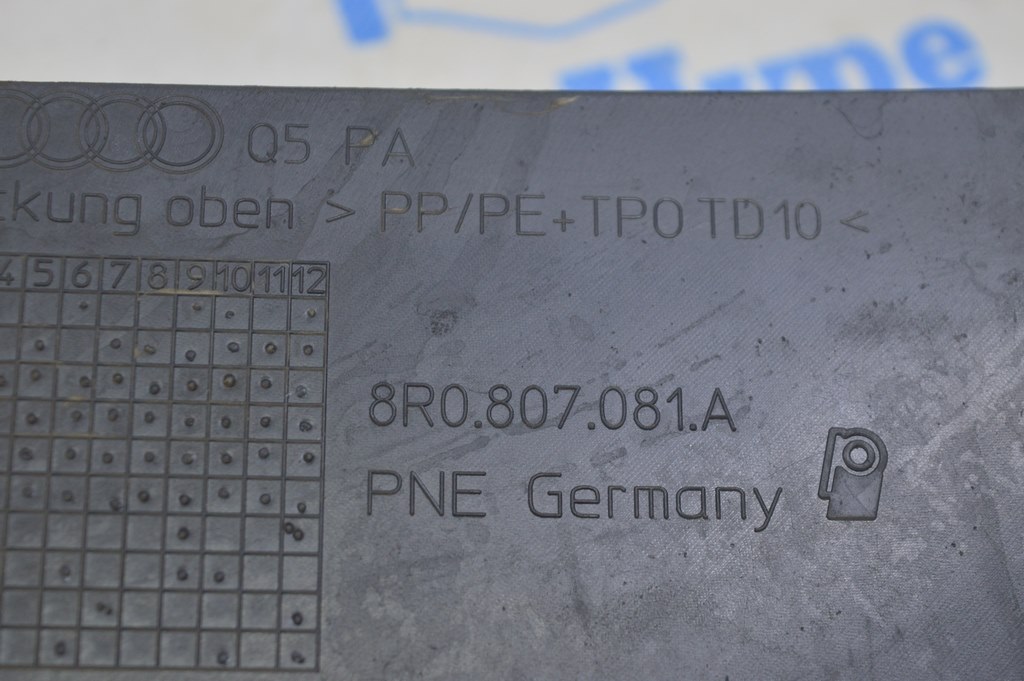 Q5 PA
ckung oben > PP/PE+TPO TD10 <
4 5 6 7 8 9 10 11 12
8R0.807.081.A
PNE Germany